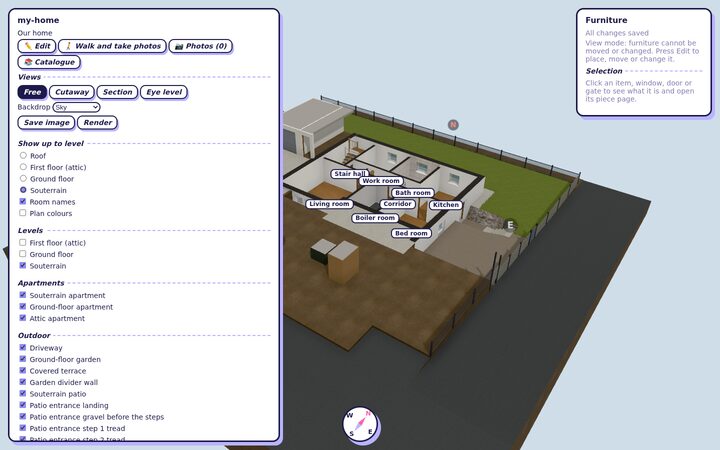 my-home
Our home
✏️ Edit
🚶 Walk and take photos
📷 Photos (0)
📚 Catalogue
Views
Free
Cutaway
Section
Eye level
Backdrop Sky
Save image
Render
Show up to level
Roof
First floor (attic)
Ground floor
Souterrain
Room names
Plan colours
Levels
First floor (attic)
Ground floor
Souterrain
Apartments
Souterrain apartment
Ground-floor apartment
Attic apartment
Outdoor
Driveway
Ground-floor garden
Covered terrace
Garden divider wall
Souterrain patio
Patio entrance landing
Patio entrance gravel before the steps
Patio entrance step 1 tread
Patio entrance step 2 tread
N
Stair hall
Work room
Bath room
Living room
Corridor
Kitchen
Boiler room
Bed room
E
W
N
S
E
Furniture
All changes saved
View mode: furniture cannot be
moved or changed. Press Edit to
place, move or change it.
Selection
Click an item, window, door or
gate to see what it is and open
its piece page.